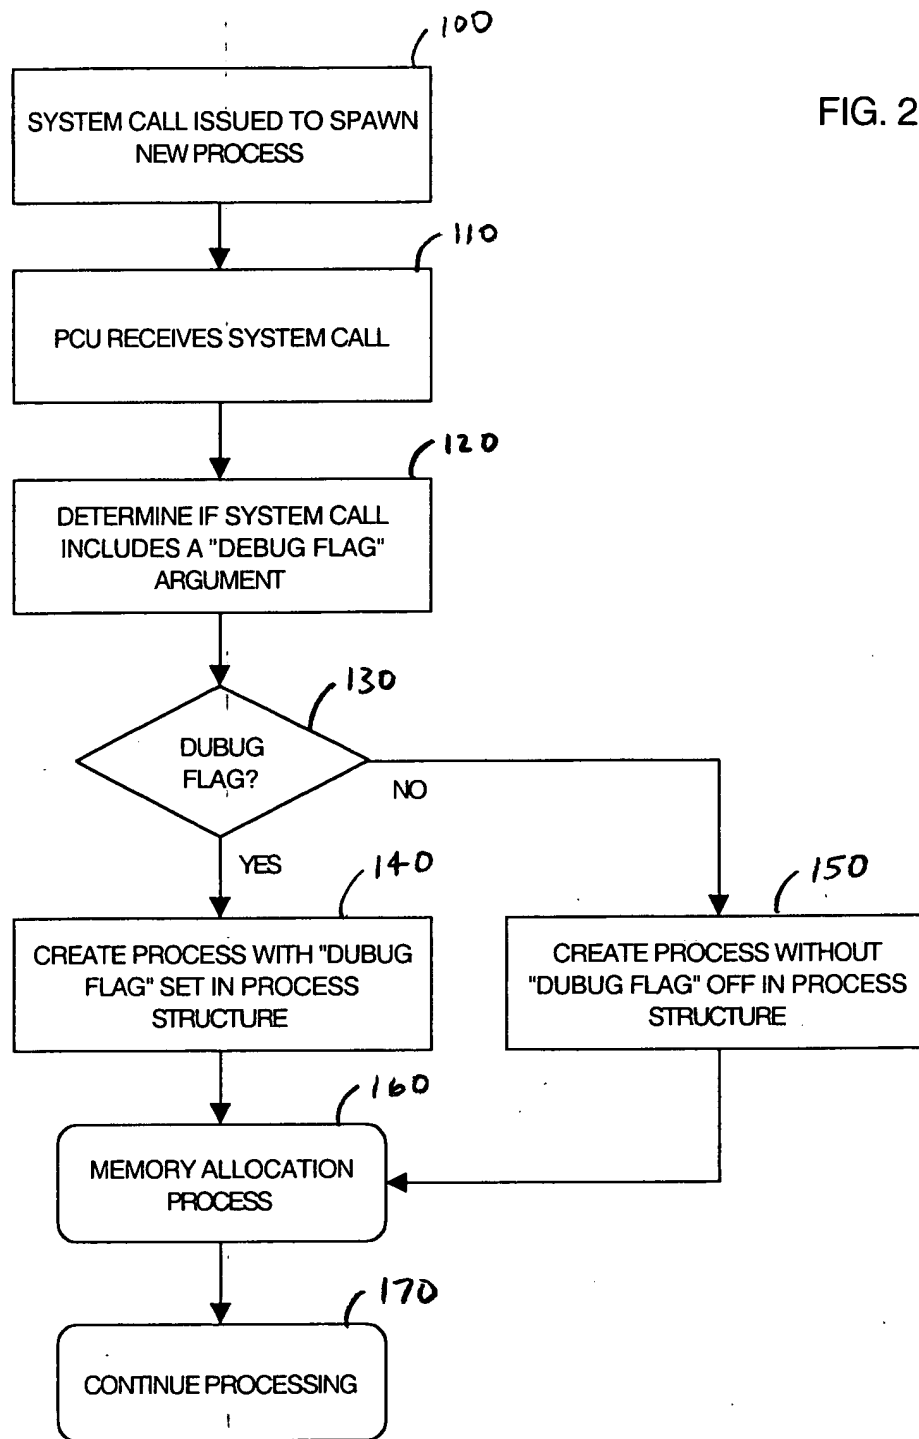 100
FIG. 2
SYSTEM CALL ISSUED TO SPAWN
NEW PROCESS
110
PCU RECEIVES SYSTEM CALL
120
DETERMINE IF SYSTEM CALL
INCLUDES A "DEBUG FLAG"
ARGUMENT
130
DUBUG
FLAG?
NO
YES
140
CREATE PROCESS WITH "DUBUG
FLAG" SET IN PROCESS
STRUCTURE
150
CREATE PROCESS WITHOUT
"DUBUG FLAG" OFF IN PROCESS
STRUCTURE
160
MEMORY ALLOCATION
PROCESS
170
CONTINUE PROCESSING